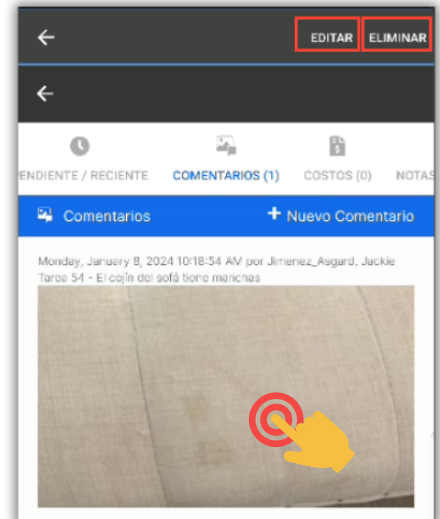 EDITAR ELIMINAR
ENDIENTE / RECIENTE COMENTARIOS (1) COSTOS (0) NOTAS
Comentarios + Nuevo Comentario
Monday, January 8, 2024 10:18:54 AM por Jimenez_Asgard, Jackie
Tarea 54 - El cojín del sofá tiene manchas